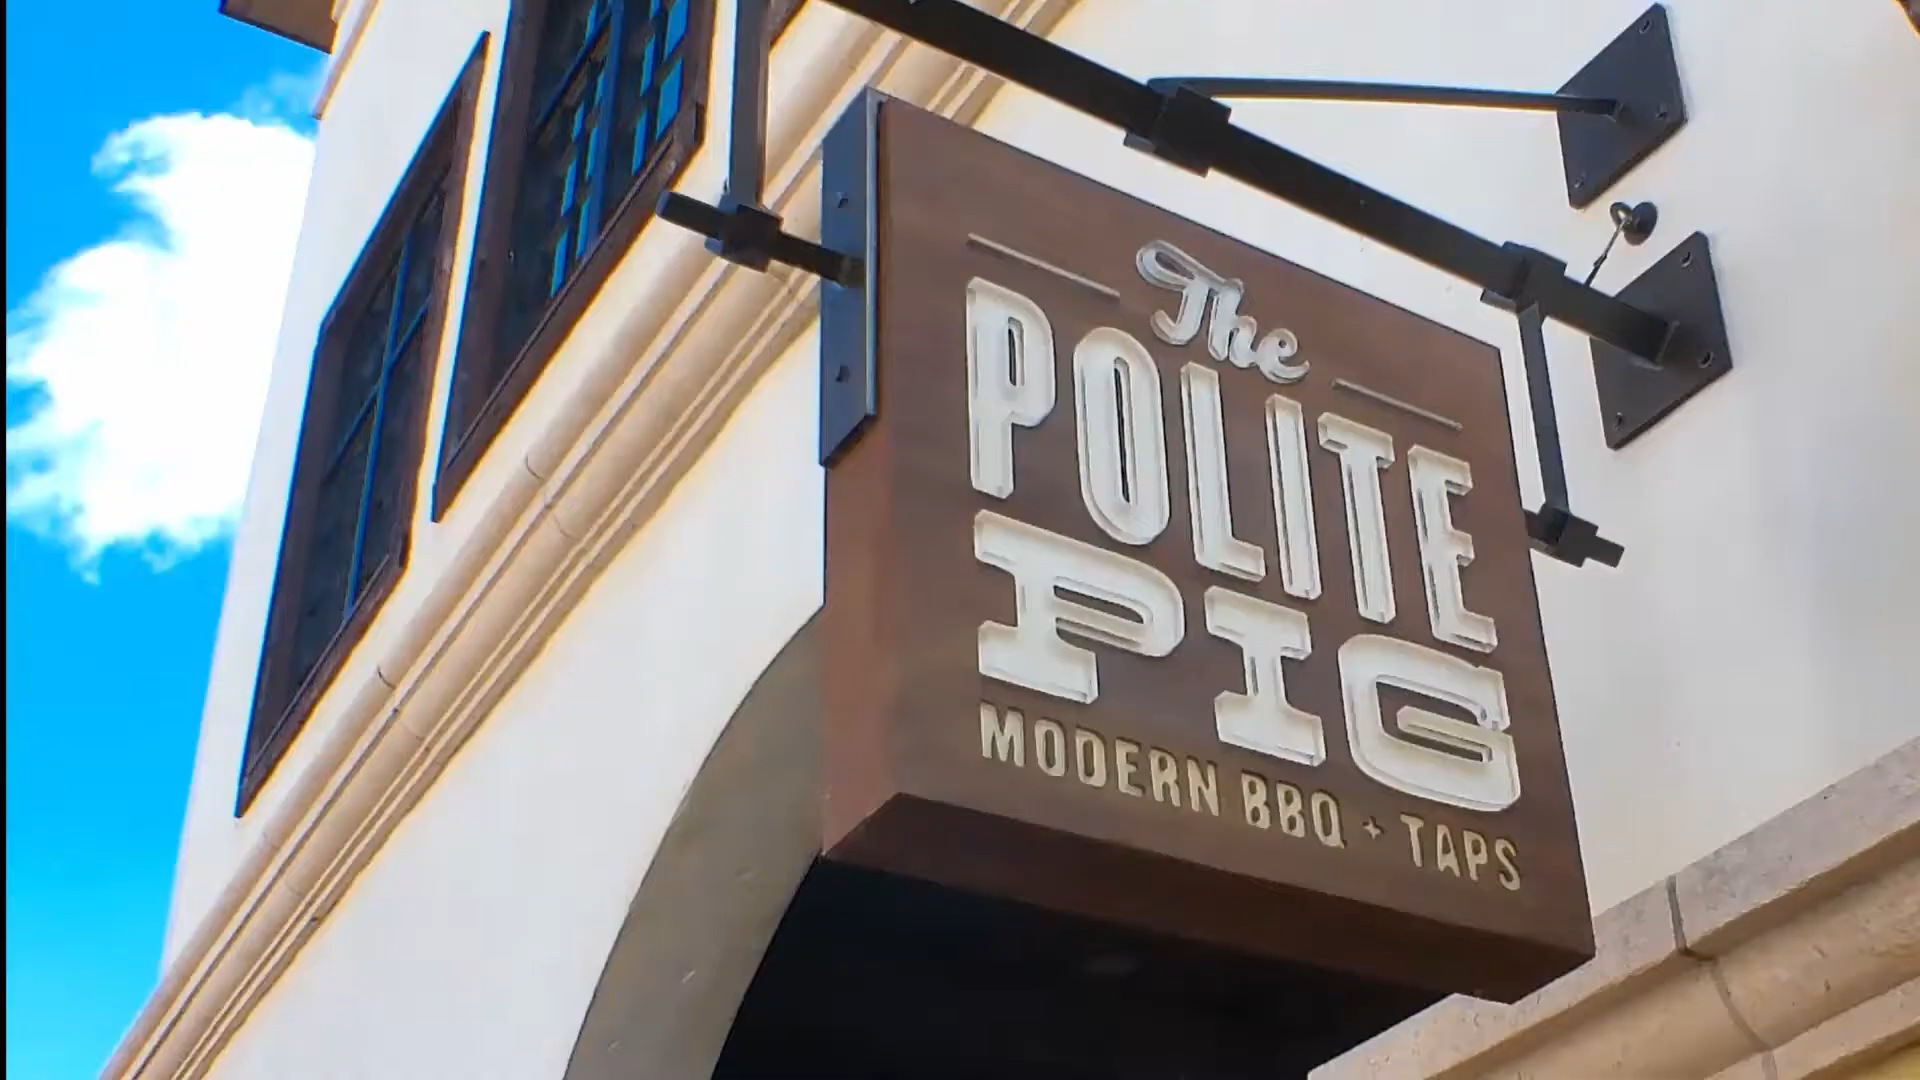 The
POLITE
PIG
MODERN BBQ + TAPS